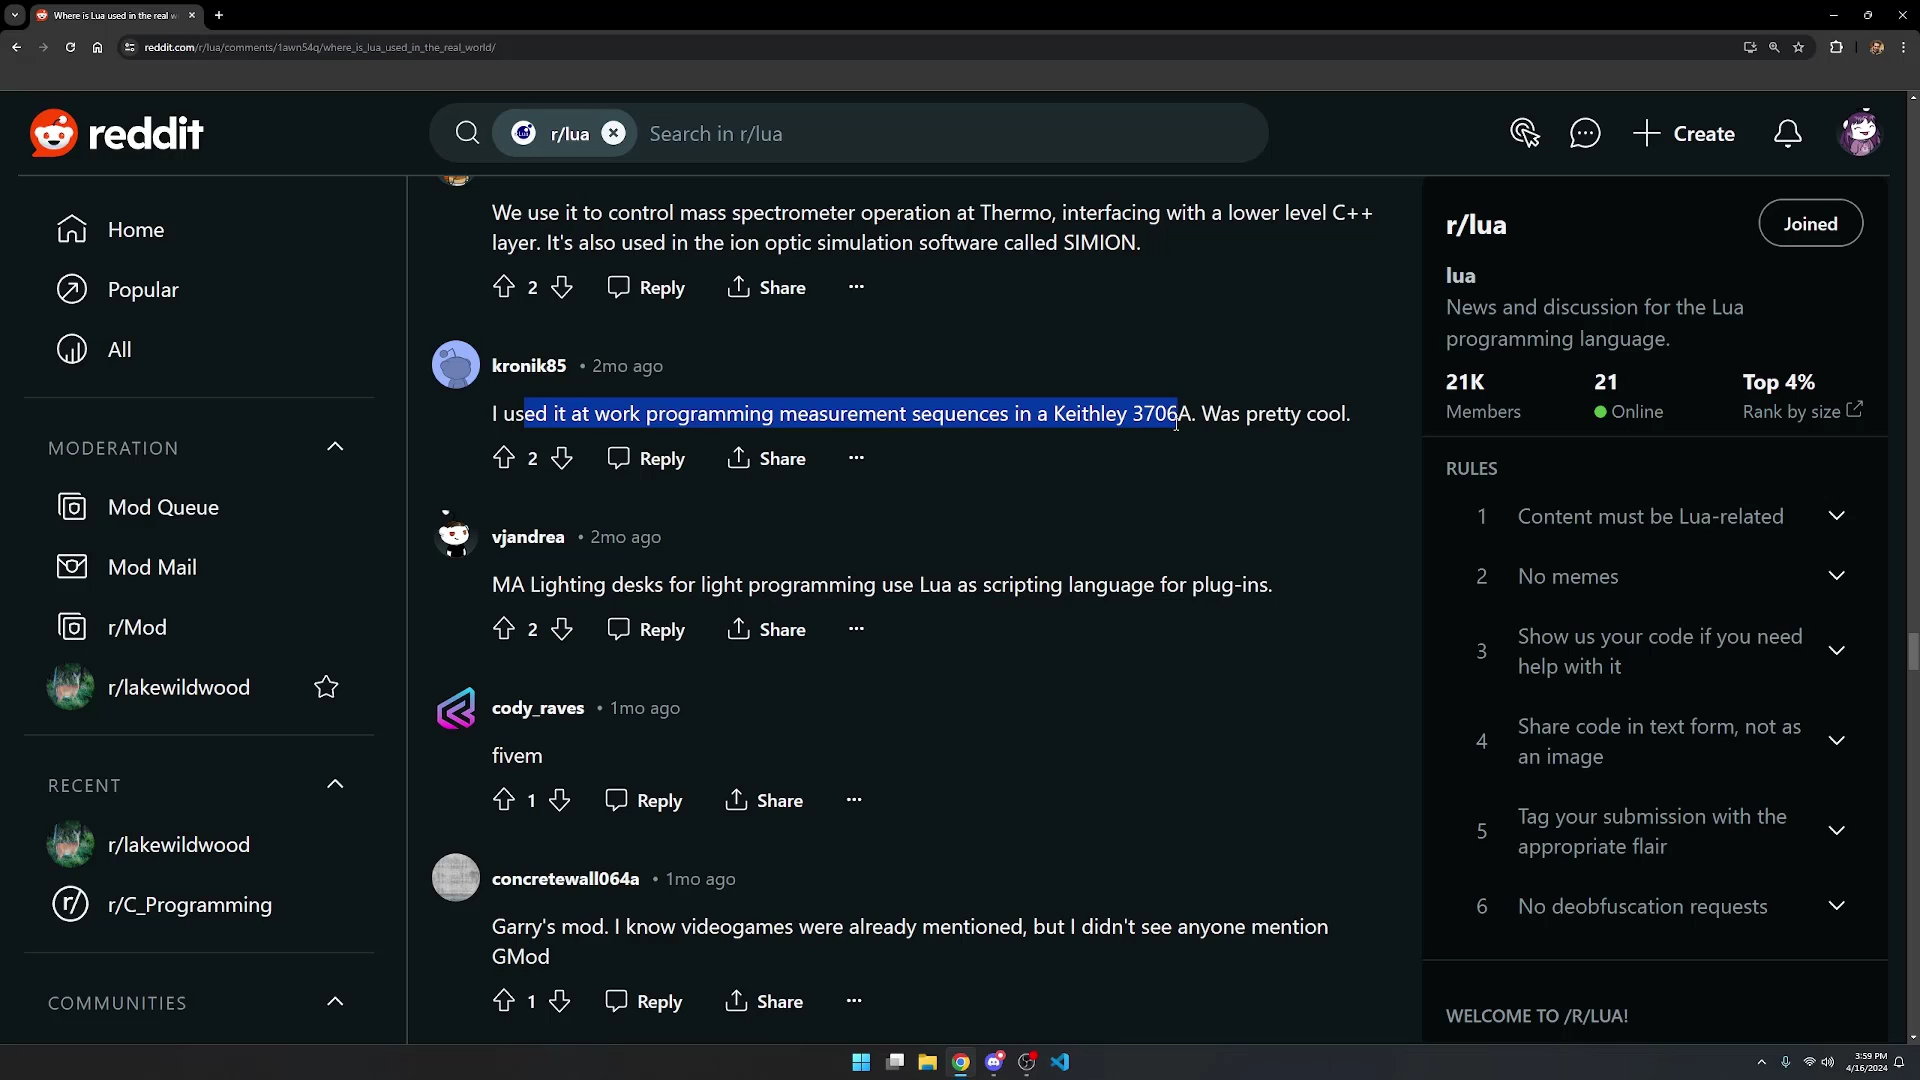 Where is Lua used in the real w
reddit.com/r/lua/comments/1awn54q/where_is_lua_used_in_the_real_world/
reddit
r/lua
Search in r/lua
Create
Home
Popular
All
MODERATION
Mod Queue
Mod Mail
r/Mod
r/lakewildwood
RECENT
r/lakewildwood
r/C_Programming
COMMUNITIES
We use it to control mass spectrometer operation at Thermo, interfacing with a lower level C++
layer. It's also used in the ion optic simulation software called SIMION.
2 Reply Share
kronik85 • 2mo ago
I used it at work programming measurement sequences in a Keithley 3706A. Was pretty cool.
2 Reply Share
vjandrea • 2mo ago
MA Lighting desks for light programming use Lua as scripting language for plug-ins.
2 Reply Share
cody_raves • 1mo ago
fivem
1 Reply Share
concretewall064a • 1mo ago
Garry's mod. I know videogames were already mentioned, but I didn't see anyone mention
GMod
1 Reply Share
r/lua
Joined
lua
News and discussion for the Lua
programming language.
21K 21 Top 4%
Members Online Rank by size
RULES
1 Content must be Lua-related
2 No memes
3 Show us your code if you need
help with it
4 Share code in text form, not as
an image
5 Tag your submission with the
appropriate flair
6 No deobfuscation requests
WELCOME TO /R/LUA!
3:59 PM
4/16/2024